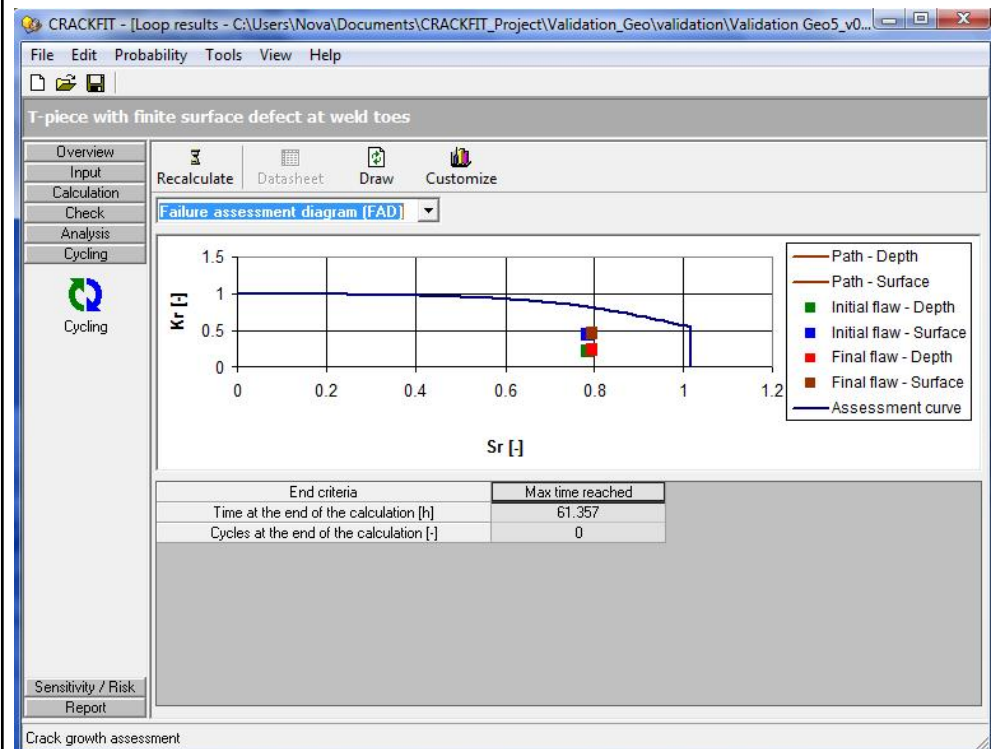 CRACKFIT - [Loop results - C:\Users\Nova\Documents\CRACKFIT_Project\Validation_Geo\validation\Validation Geo5_v0...
File Edit Probability Tools View Help
T-piece with finite surface defect at weld toes
Overview
Input
Calculation
Check
Analysis
Cycling
Cycling
Sensitivity / Risk
Report
Recalculate Datasheet Draw Customize
Failure assessment diagram (FAD)
Kr [-]
1.5
1
0.5
0
0 0.2 0.4 0.6 0.8 1 1.2
Sr [-]
Path - Depth
Path - Surface
Initial flaw - Depth
Initial flaw - Surface
Final flaw - Depth
Final flaw - Surface
Assessment curve
End criteria Max time reached
Time at the end of the calculation [h] 61.357
Cycles at the end of the calculation [-] 0
Crack growth assessment